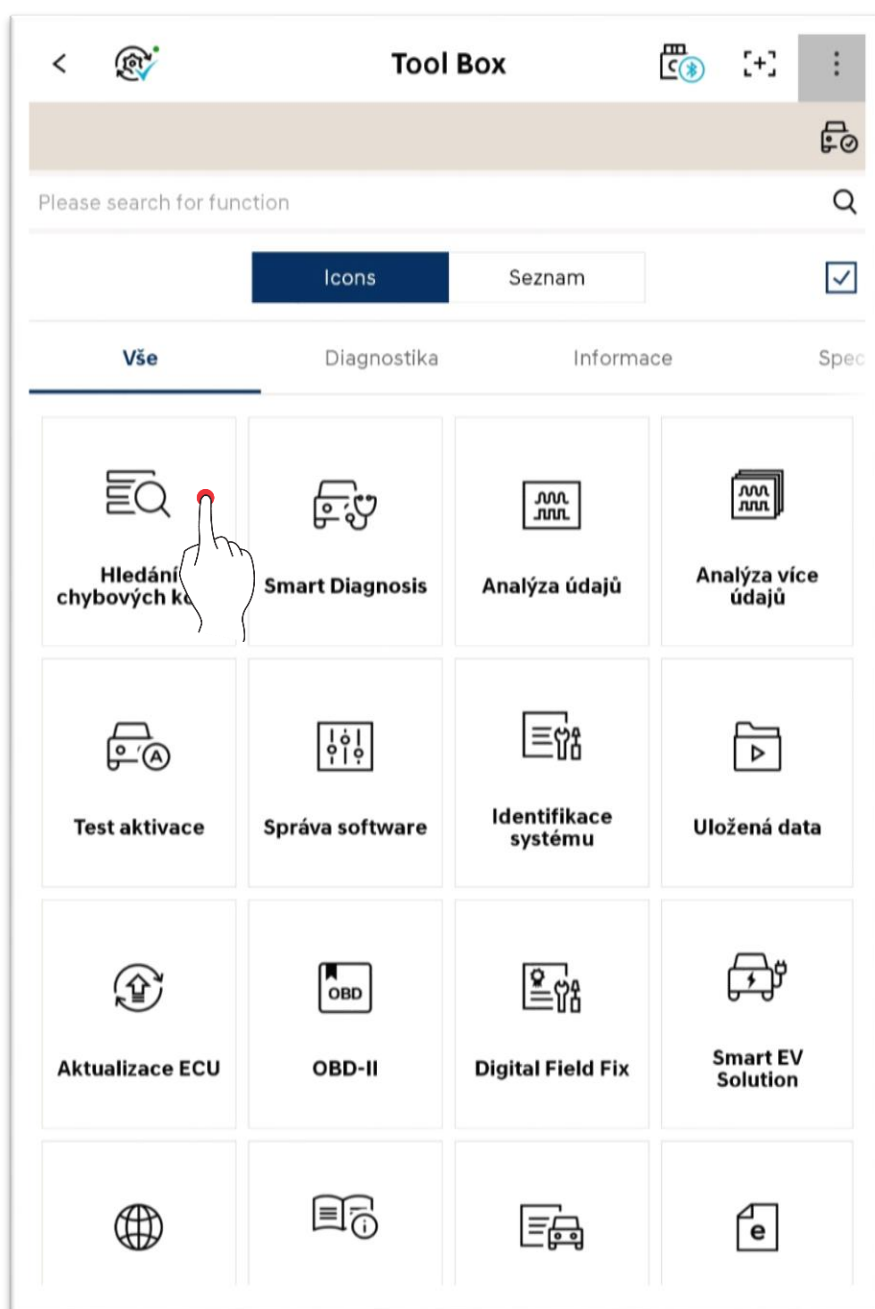 Tool Box
Please search for function
Icons Seznam
Vše Diagnostika Informace Spec
Hledání
chybových
Smart Diagnosis
Analýza údajů
Analýza více
údajů
Test aktivace
Správa software
Identifikace
systému
Uložená data
Aktualizace ECU
OBD
OBD-II
Digital Field Fix
Smart EV
Solution
e